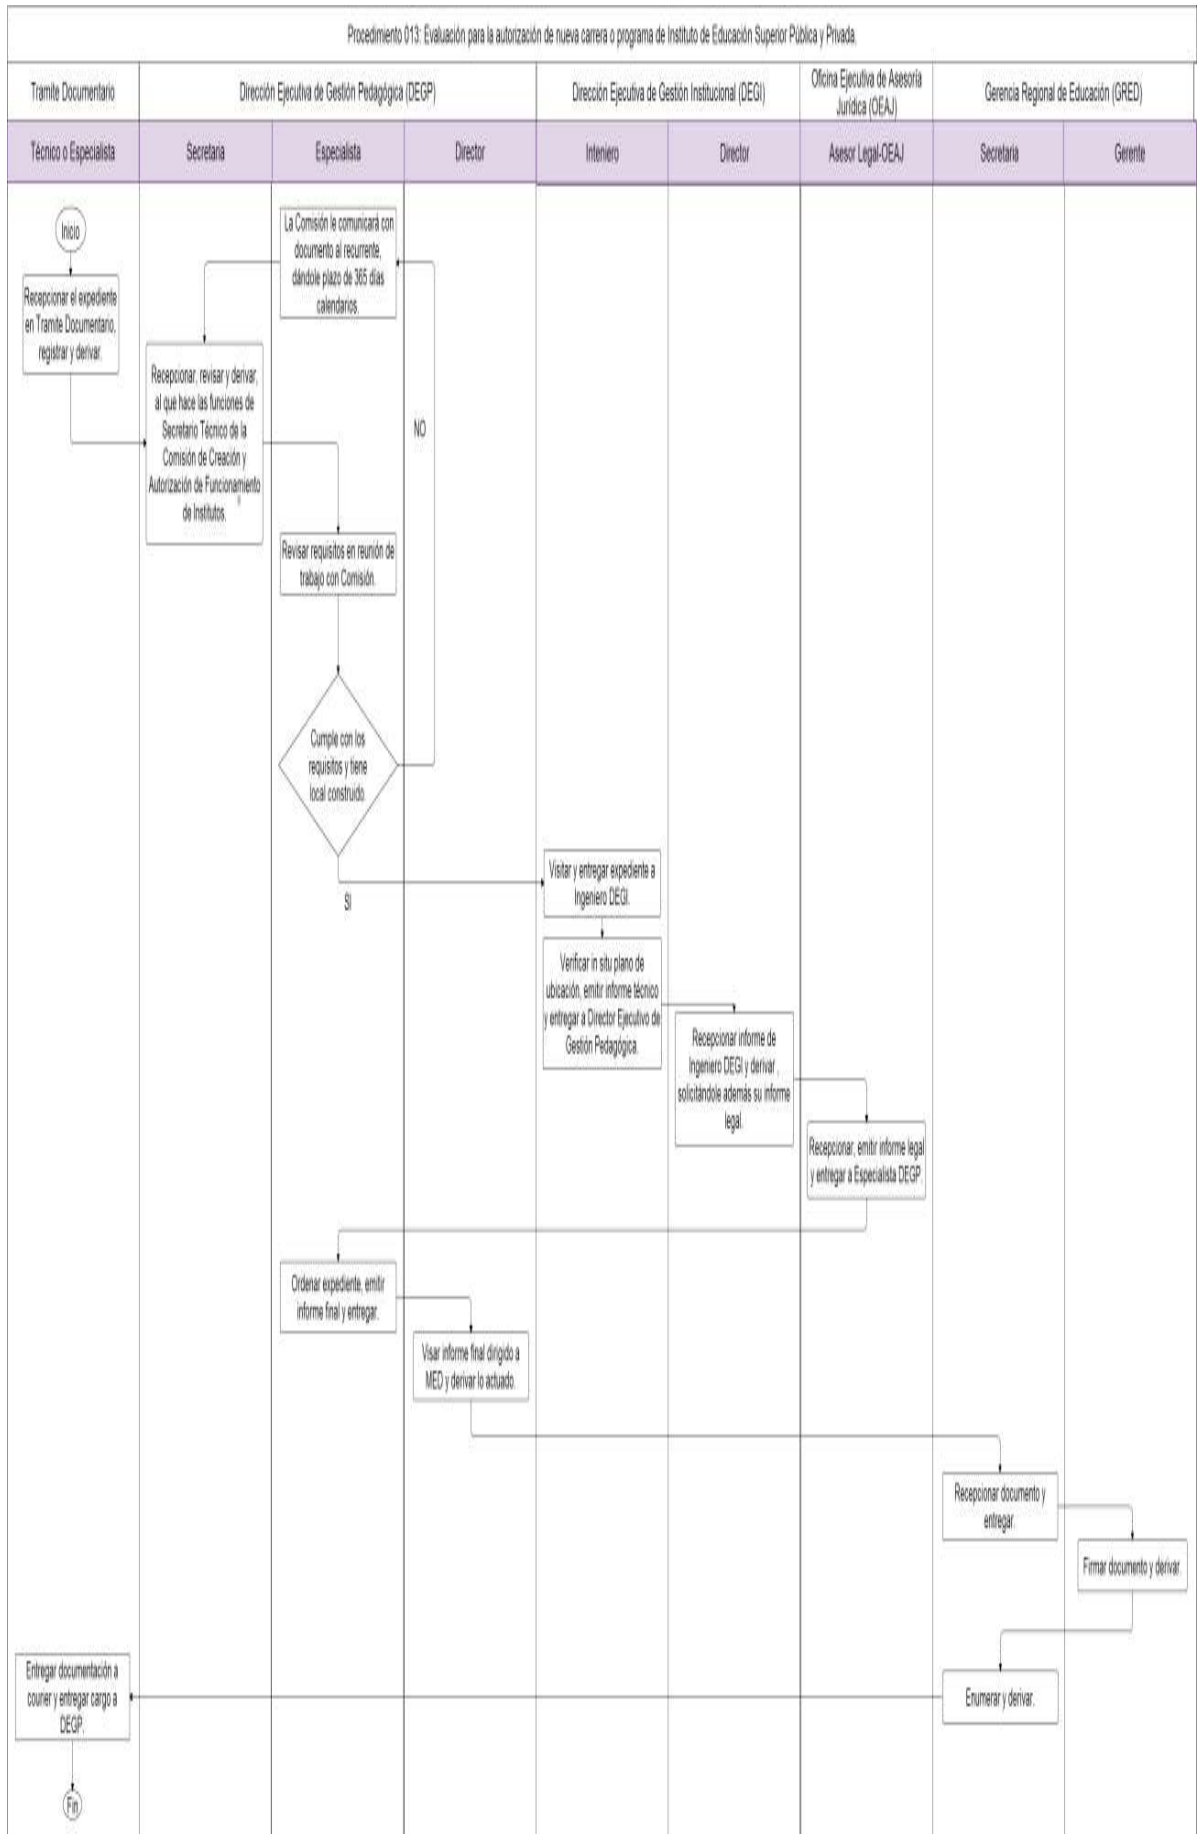 Procedimiento 013: Evaluación para la autorización de nueva carrera o programa de Instituto de Educación Superior Pública y Privada.
Tramite Documentario
Dirección Ejecutiva de Gestión Pedagógica (DEGP)
Dirección Ejecutiva de Gestión Institucional (DEGI)
Oficina Ejecutiva de Asesoría
Jurídica (OEAJ)
Gerencia Regional de Educación (GRED)
Técnico o Especialista
Secretaria
Especialista
Director
Inteniero
Director
Asesor Legal-OEAJ
Secretaria
Gerente
Inicio
Recepcionar el expediente
en Tramite Documentario,
registrar y derivar.
La Comisión le comunicará con
documento al recurrente,
dándole plazo de 365 días
calendarios.
Recepcionar, revisar y derivar,
al que hace las funciones de
Secretario Técnico de la
Comisión de Creación y
Autorización de Funcionamiento
de Institutos.
NO
Revisar requisitos en reunión de
trabajo con Comisión.
Cumple con los
requisitos y tiene
local construido.
SI
Visitar y entregar expediente a
Ingeniero DEGI.
Verificar in situ plano de
ubicación, emitir informe técnico
y entregar a Director Ejecutivo de
Gestión Pedagógica.
Recepcionar informe de
Ingeniero DEGI y derivar ,
solicitándole además su informe
legal.
Recepcionar, emitir informe legal
y entregar a Especialista DEGP.
Ordenar expediente, emitir
informe final y entregar.
Visar informe final dirigido a
MED y derivar lo actuado.
Recepcionar documento y
entregar.
Firmar documento y derivar.
Enumerar y derivar.
Entregar documentación a
courier y entregar cargo a
DEGP.
Fin